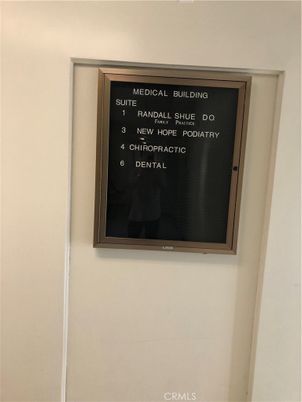 MEDICAL BUILDING
SUITE
1 RANDALL SHUE D.O.
FAMILY PRACTICE
3 NEW HOPE PODIATRY
4 CHIROPRACTIC
6 DENTAL
CRMLS